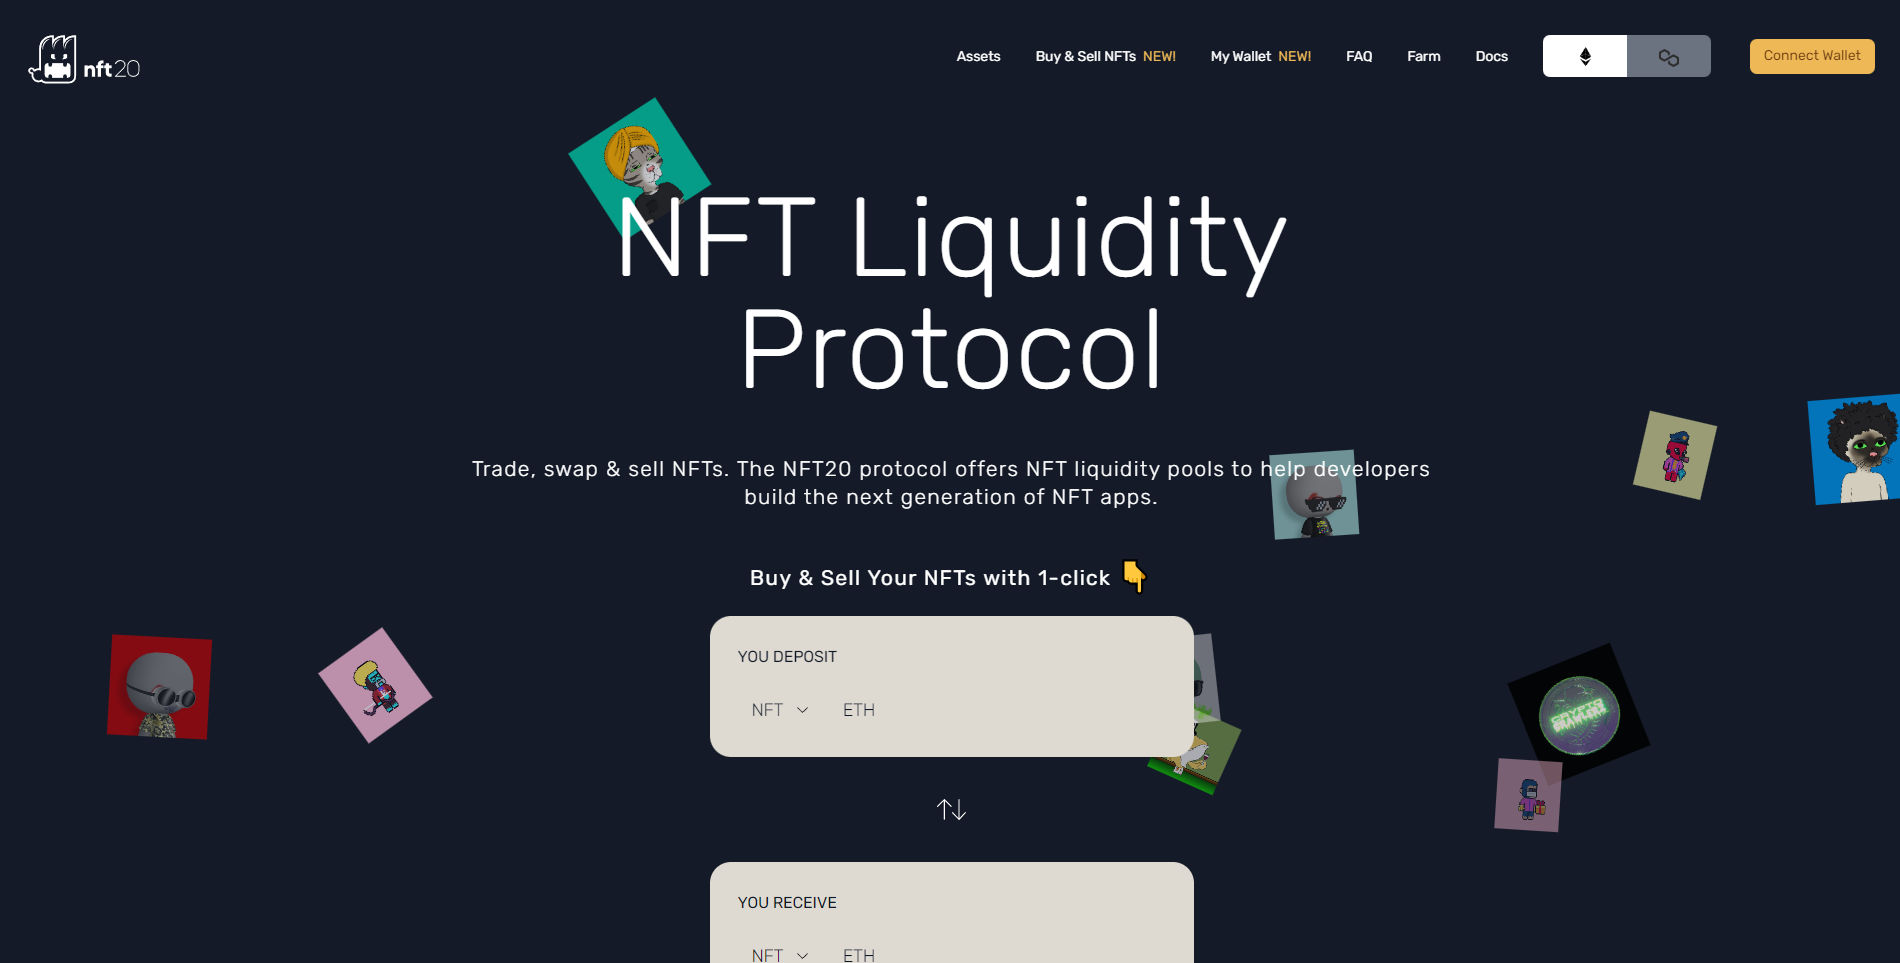 nft20
Assets
Buy & Sell NFTs NEW!
My Wallet NEW!
FAQ
Farm
Docs
Connect Wallet
NFT Liquidity
Protocol
Trade, swap & sell NFTs. The NFT20 protocol offers NFT liquidity pools to help developers
build the next generation of NFT apps.
Buy & Sell Your NFTs with 1-click
YOU DEPOSIT
NFT ETH
CRYPTO
BRAWLERS
YOU RECEIVE
NFT ETH